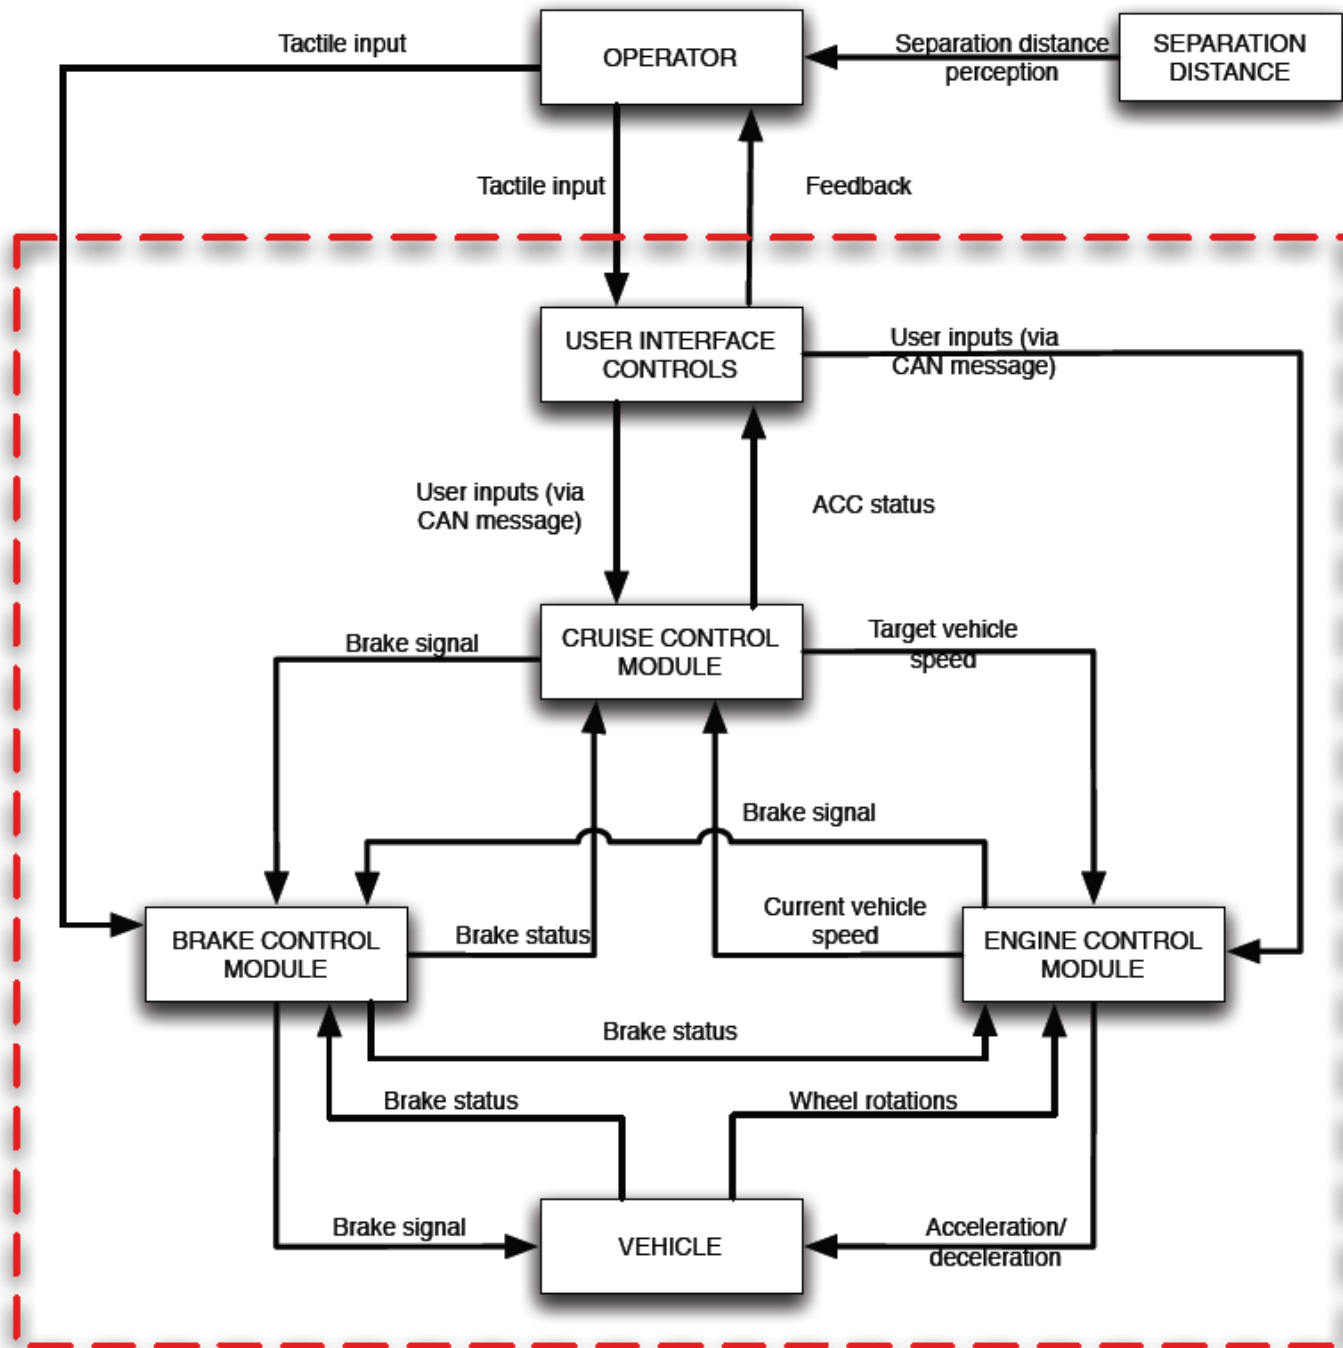 Tactile input
OPERATOR
Separation distance
perception
SEPARATION
DISTANCE
Tactile input
Feedback
USER INTERFACE
CONTROLS
User inputs (via
CAN message)
User inputs (via
CAN message)
ACC status
Brake signal
CRUISE CONTROL
MODULE
Target vehicle
speed
Brake signal
BRAKE CONTROL
MODULE
Brake status
Current vehicle
speed
ENGINE CONTROL
MODULE
Brake status
Brake status
Wheel rotations
Brake signal
VEHICLE
Acceleration/
deceleration